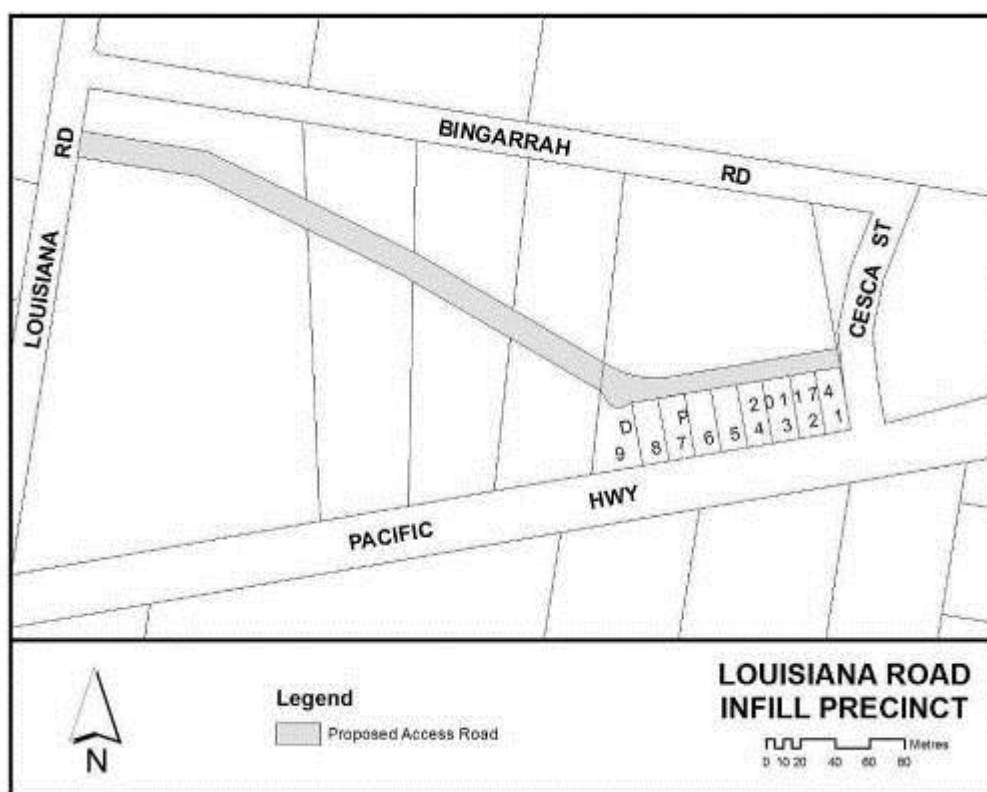 BINGARRAH RD
LOUISIANA RD
CESCA ST
D P 2 0 1 1 7 4
9 8 7 6 5 4 3 2 1
PACIFIC HWY
N
Legend
Proposed Access Road
LOUISIANA ROAD
INFILL PRECINCT
0 10 20 40 60 80 Metres